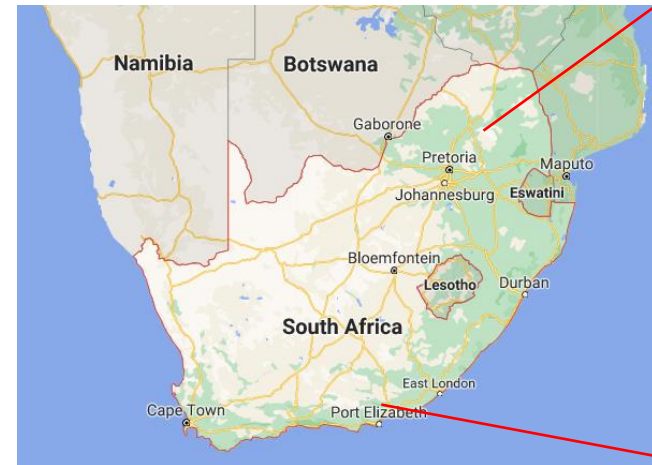 Namibia
Botswana
Gaborone
Pretoria
Maputo
Johannesburg
Eswatini
Bloemfontein
Lesotho
Durban
South Africa
East London
Cape Town
Port Elizabeth